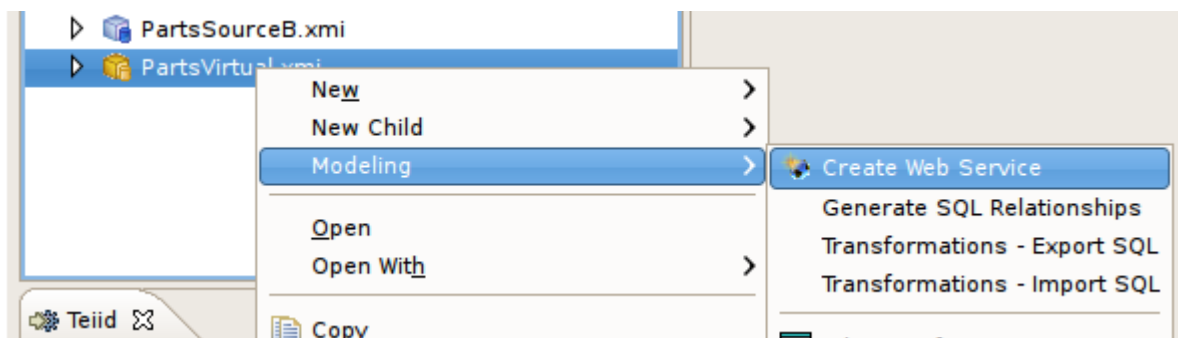 PartsSourceB.xmi
PartsVirtual.xmi
New
New Child
Modeling
Create Web Service
Generate SQL Relationships
Open
Transformations - Export SQL
Open With
Transformations - Import SQL
Teiid
Copy